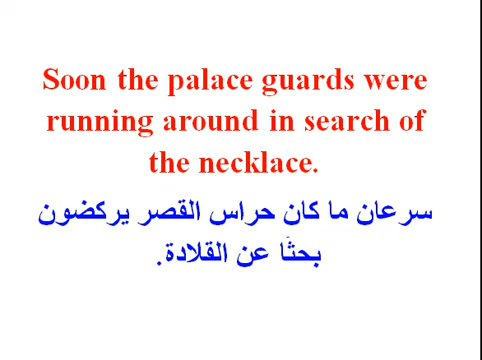 Soon the palace guards were
running around in search of
the necklace.
سرعان ما كان حراس القصر يركضون
بحثًا عن القلادة.